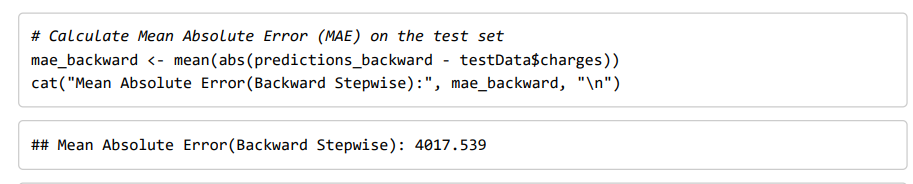 # Calculate Mean Absolute Error (MAE) on the test set
mae_backward <- mean(abs(predictions_backward - testData$charges))
cat("Mean Absolute Error(Backward Stepwise):", mae_backward, "\n")
## Mean Absolute Error(Backward Stepwise): 4017.539